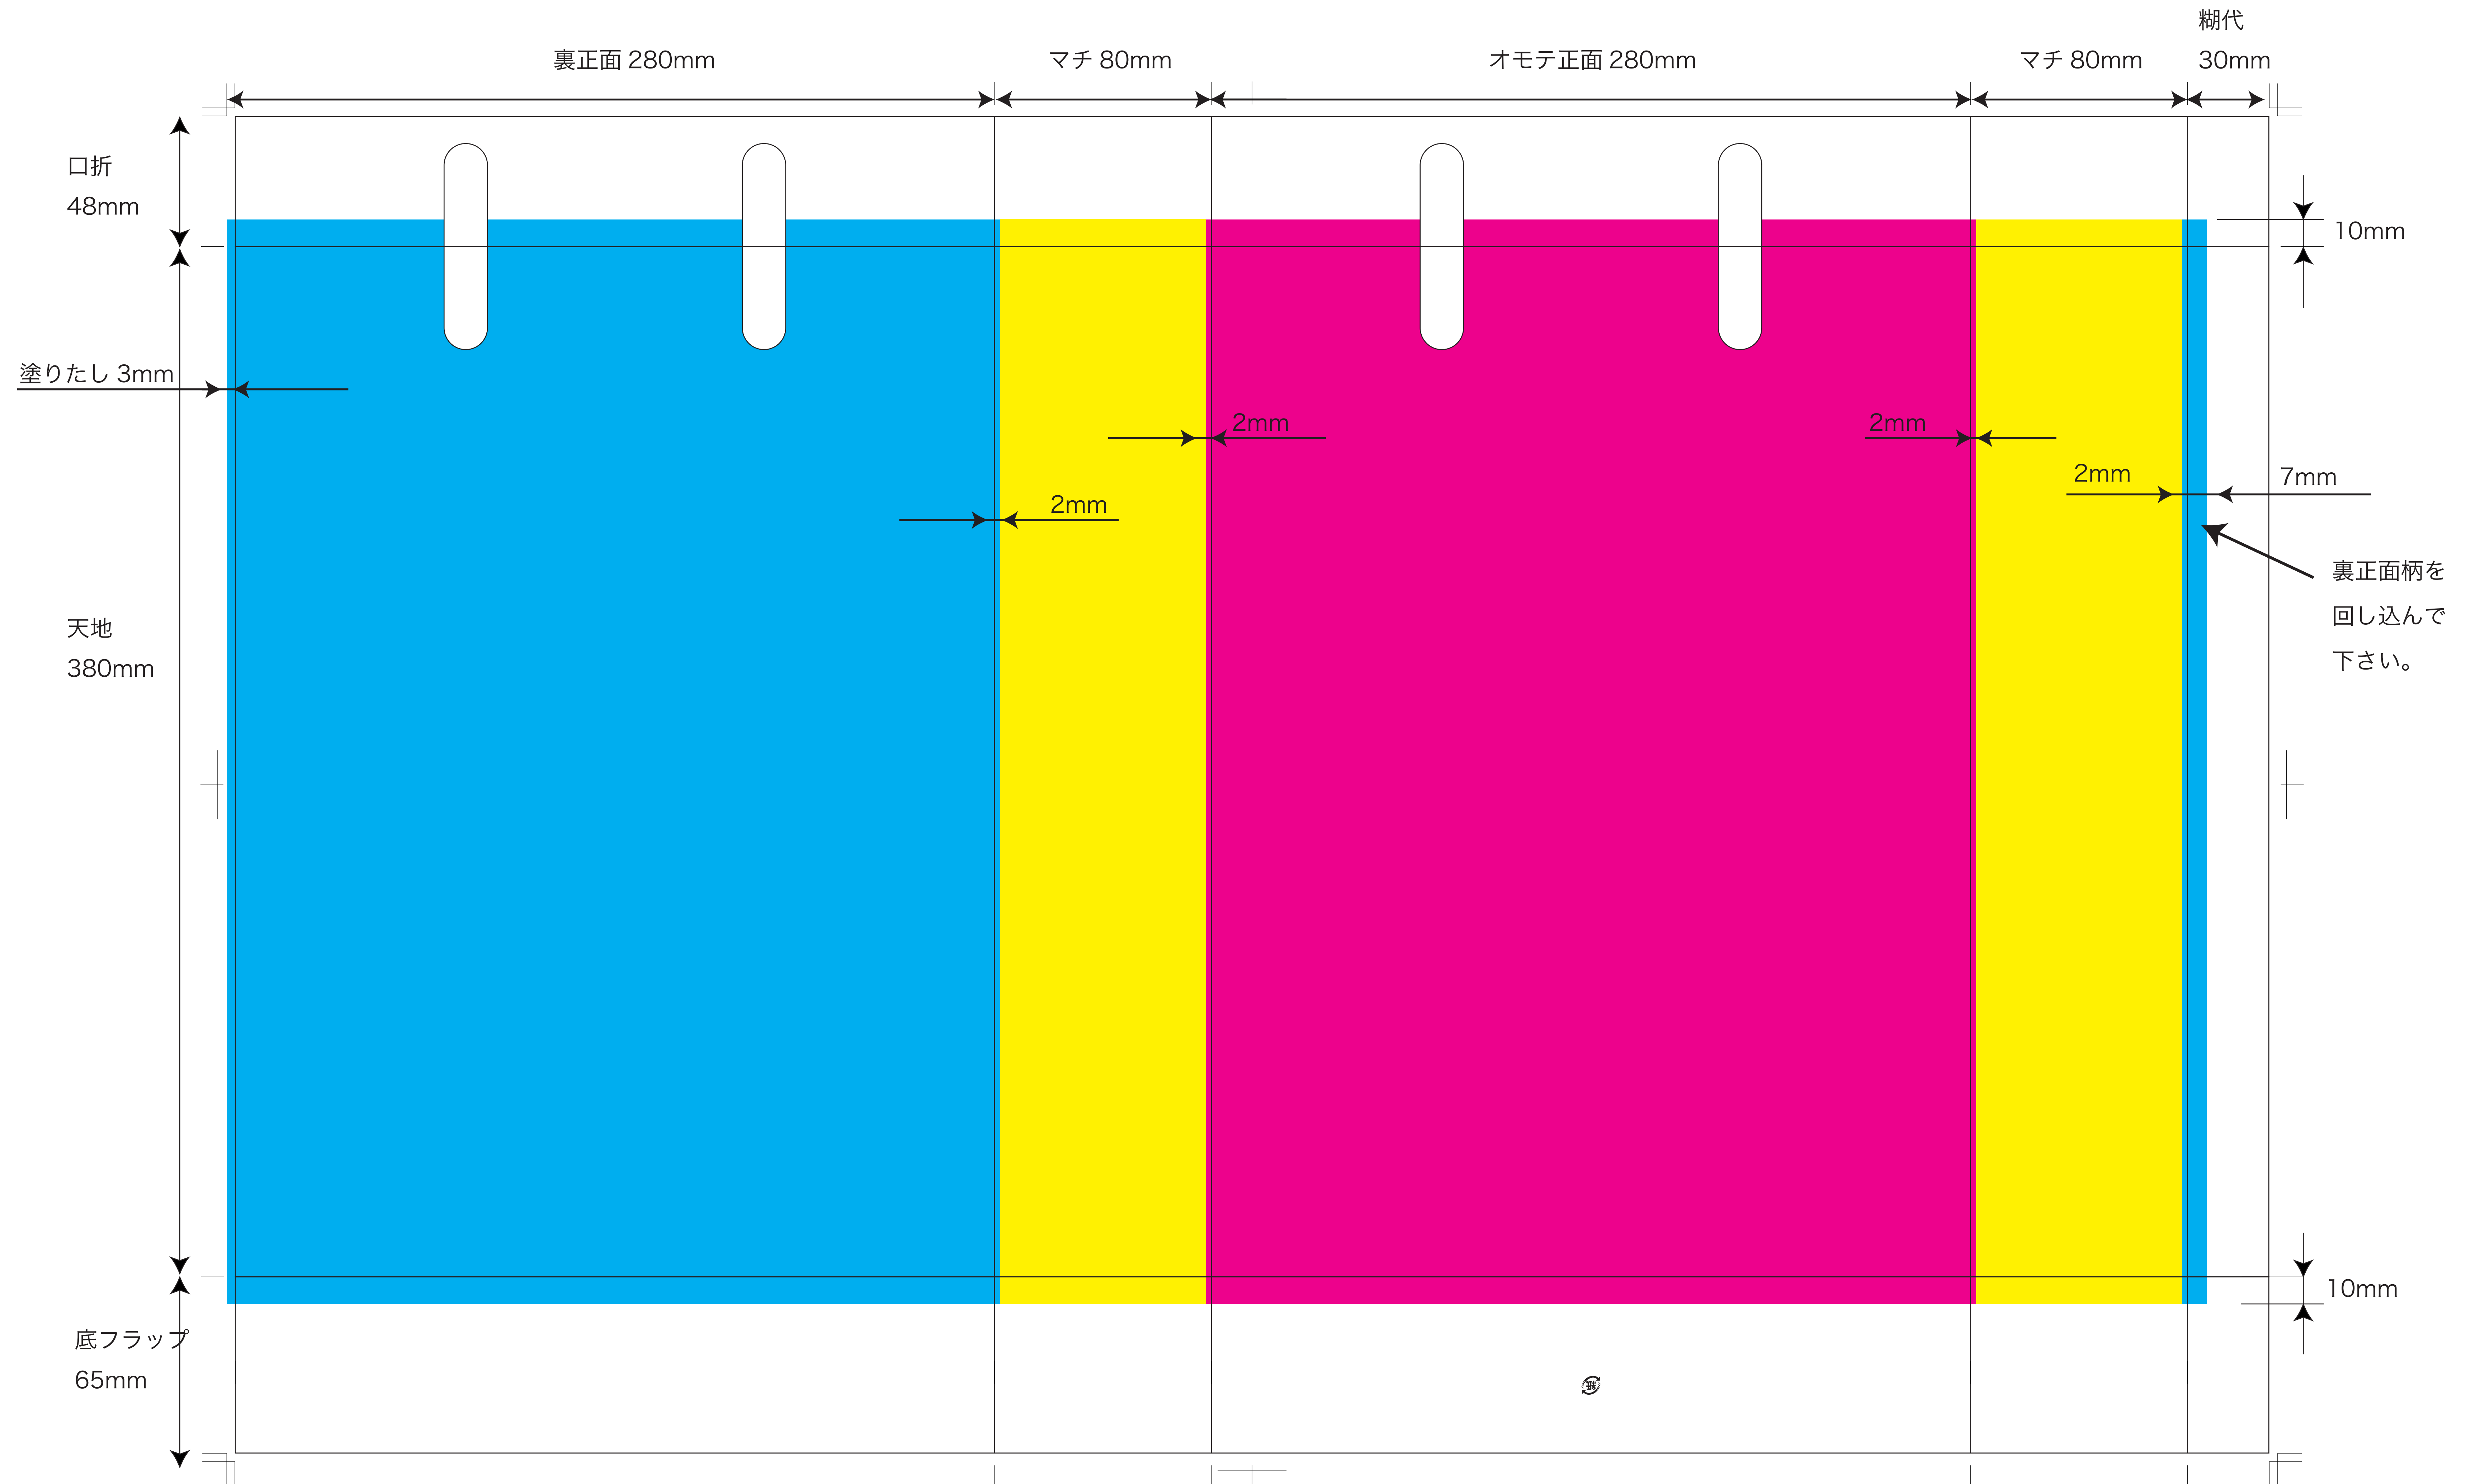 糊代
裏正面 280mm
マチ 80mm
オモテ正面 280mm
マチ 80mm
30mm
口折
48mm
10mm
塗りたし 3mm
2mm
2mm
2mm
7mm
2mm
裏正面柄を
回し込んで
下さい。
天地
380mm
10mm
底フラップ
65mm
紙